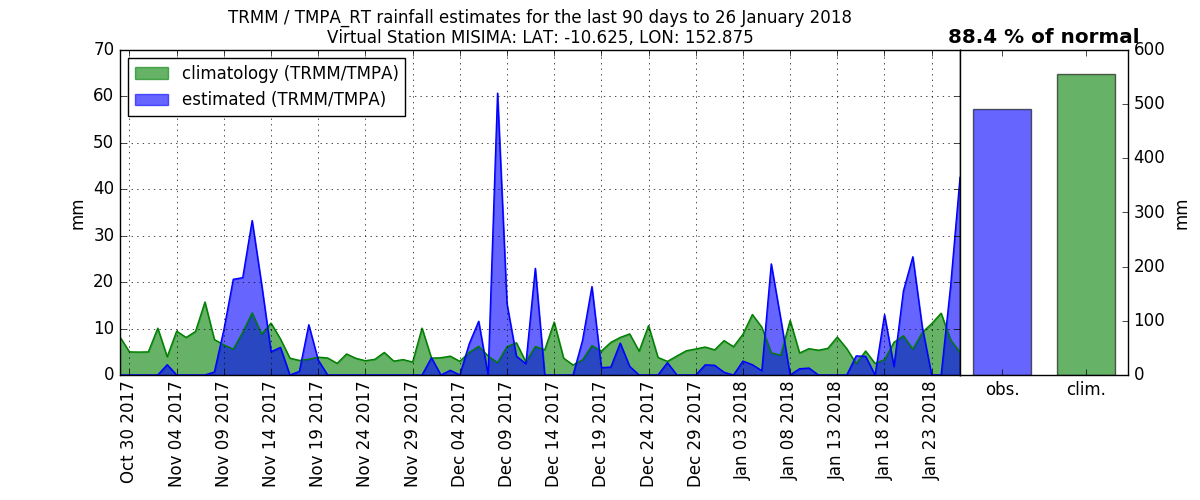 TRMM / TMPA_RT rainfall estimates for the last 90 days to 26 January 2018
Virtual Station MISIMA: LAT: -10.625, LON: 152.875
88.4 % of normal
climatology (TRMM/TMPA)
estimated (TRMM/TMPA)
mm
70
60
50
40
30
20
10
0
Oct 30 2017
Nov 04 2017
Nov 09 2017
Nov 14 2017
Nov 19 2017
Nov 24 2017
Nov 29 2017
Dec 04 2017
Dec 09 2017
Dec 14 2017
Dec 19 2017
Dec 24 2017
Dec 29 2017
Jan 03 2018
Jan 08 2018
Jan 13 2018
Jan 18 2018
Jan 23 2018
obs.
clim.
600
500
400
300
200
100
0
mm